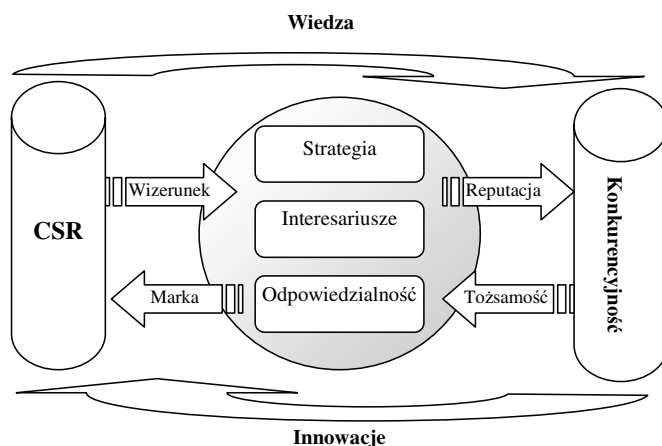 Wiedza
Strategia
Wizerunek
Reputacja
CSR
Interesariusze
Konkurencyjność
Marka
Odpowiedzialność
Tożsamość
Innowacje